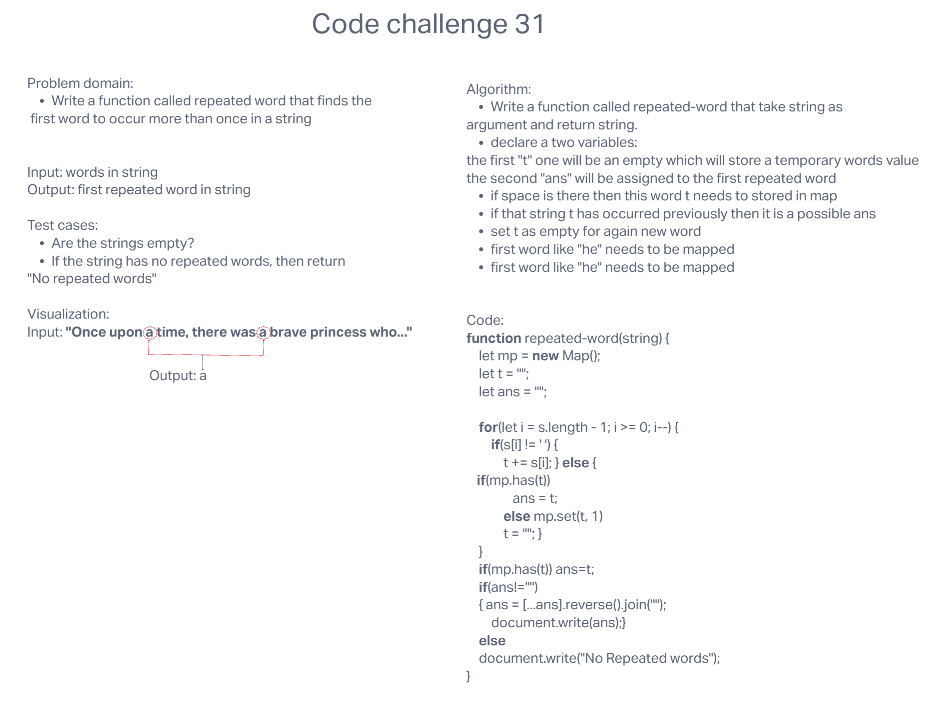 Code challenge 31
Problem domain:
• Write a function called repeated word that finds the
first word to occur more than once in a string
Input: words in string
Output: first repeated word in string
Test cases:
• Are the strings empty?
• If the string has no repeated words, then return
"No repeated words"
Visualization:
Input: "Once upon a time, there was a brave princess who..."
Output: a
Algorithm:
• Write a function called repeated-word that take string as
argument and return string.
• declare a two variables:
the first "t" one will be an empty which will store a temporary words value
the second "ans" will be assigned to the first repeated word
• if space is there then this word t needs to stored in map
• if that string t has occurred previously then it is a possible ans
• set t as empty for again new word
• first word like "he" needs to be mapped
• first word like "he" needs to be mapped
Code:
function repeated-word(string) {
let mp = new Map();
let t = "";
let ans = "";
for(let i = s.length - 1; i >= 0; i--) {
if(s[i] != ' ') {
t += s[i]; } else {
if(mp.has(t))
ans = t;
else mp.set(t, 1)
t = ""; }
}
if(mp.has(t)) ans=t;
if(ans!="")
{ ans = [...ans].reverse().join("");
document.write(ans);}
else
document.write("No Repeated words");
}